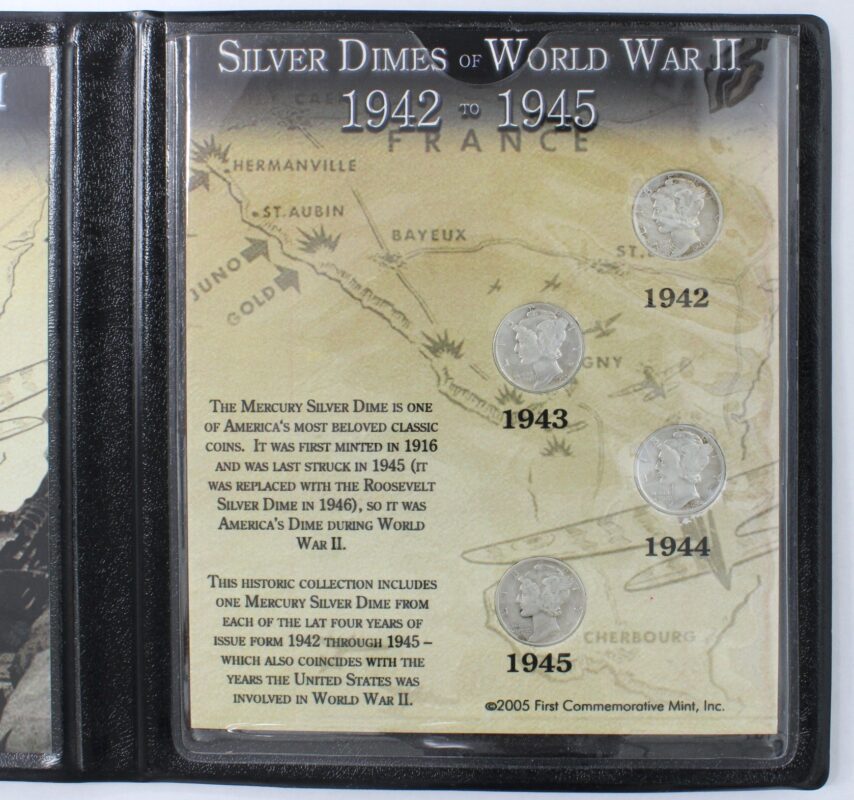 I
SILVER DIMES OF WORLD WAR II
1942 TO 1945
FRANCE
HERMANVILLE
ST. AUBIN
BAYEUX
ST.
JUNO
GOLD
1942
GNY
1943
THE MERCURY SILVER DIME IS ONE
OF AMERICA'S MOST BELOVED CLASSIC
COINS. IT WAS FIRST MINTED IN 1916
AND WAS LAST STRUCK IN 1945 (IT
WAS REPLACED WITH THE ROOSEVELT
SILVER DIME IN 1946), SO IT WAS
AMERICA'S DIME DURING WORLD
WAR II.
1944
THIS HISTORIC COLLECTION INCLUDES
ONE MERCURY SILVER DIME FROM
EACH OF THE LAT FOUR YEARS OF
ISSUE FORM 1942 THROUGH 1945 –
WHICH ALSO COINCIDES WITH THE
YEARS THE UNITED STATES WAS
INVOLVED IN WORLD WAR II.
CHERBOURG
1945
©2005 First Commemorative Mint, Inc.